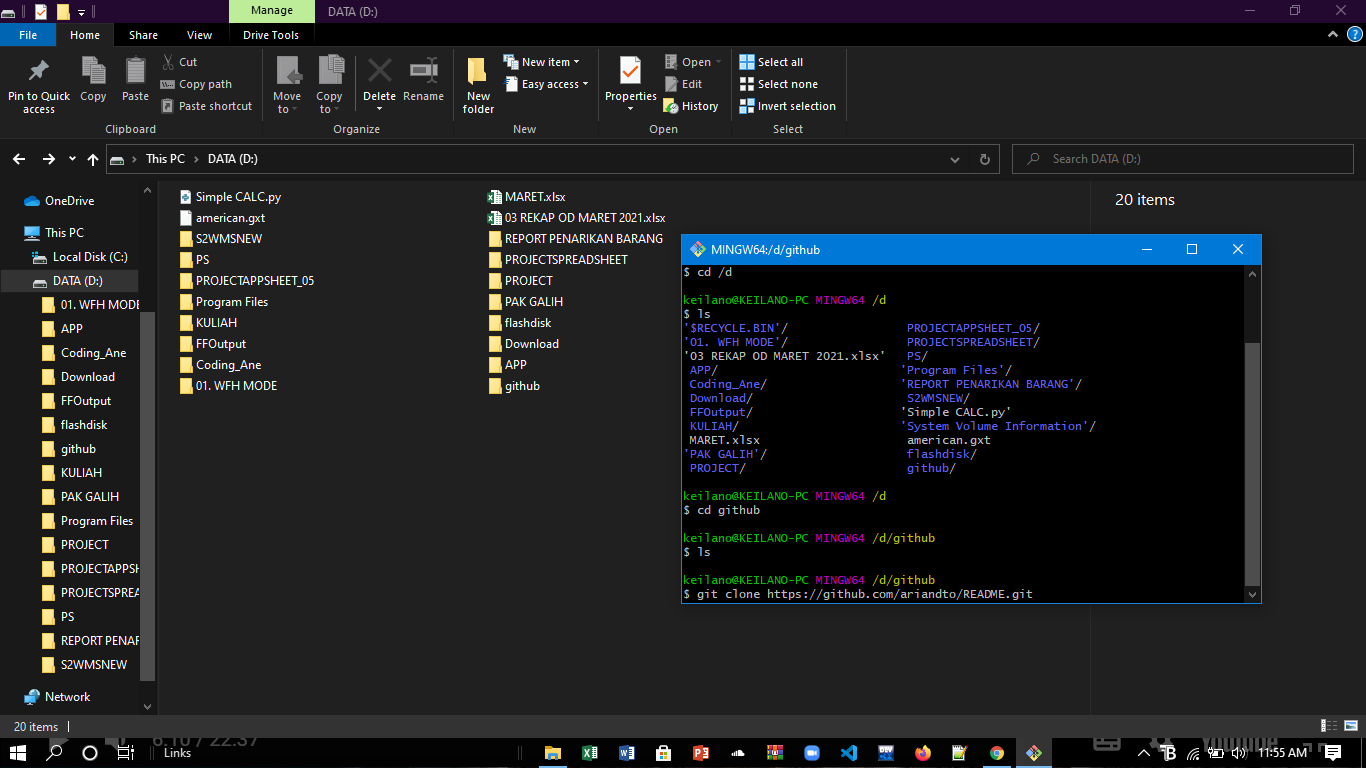 Manage
DATA (D:)
File
Home
Share
View
Drive Tools
Pin to Quick access
Copy
Paste
Cut
Copy path
Paste shortcut
Clipboard
Move to
Copy to
Delete
Rename
Organize
New folder
New item
Easy access
New
Properties
Open
Edit
History
Open
Select all
Select none
Invert selection
Select
This PC
DATA (D:)
Search DATA (D:)
OneDrive
This PC
Local Disk (C:)
DATA (D:)
01. WFH MODE
APP
Coding_Ane
Download
FFOutput
flashdisk
github
KULIAH
PAK GALIH
Program Files
PROJECT
PROJECTAPPSH
PROJECTSPREA
PS
REPORT PENAR
S2WMSNEW
Network
Simple CALC.py
american.gxt
S2WMSNEW
PS
PROJECTAPPSHEET_05
Program Files
KULIAH
FFOutput
Coding_Ane
01. WFH MODE
MARET.xlsx
03 REKAP OD MARET 2021.xlsx
REPORT PENARIKAN BARANG
PROJECTSPREADSHEET
PROJECT
PAK GALIH
flashdisk
Download
APP
github
20 items
MINGW64:/d/github
$ cd /d
keilano@KEILANO-PC MINGW64 /d
$ ls
'$RECYCLE.BIN'/ PROJECTAPPSHEET_05/
'01. WFH MODE'/ PROJECTSPREADSHEET/
'03 REKAP OD MARET 2021.xlsx' PS/
APP/ 'Program Files'/
Coding_Ane/ 'REPORT PENARIKAN BARANG'/
Download/ S2WMSNEW/
FFOutput/ 'Simple CALC.py'
KULIAH/ 'System Volume Information'/
MARET.xlsx american.gxt
'PAK GALIH'/ flashdisk/
PROJECT/ github/
keilano@KEILANO-PC MINGW64 /d
$ cd github
keilano@KEILANO-PC MINGW64 /d/github
$ ls
keilano@KEILANO-PC MINGW64 /d/github
$ git clone https://github.com/ariandto/README.git
20 items
6:10 / 22:37
YouTube
Links
11:55 AM